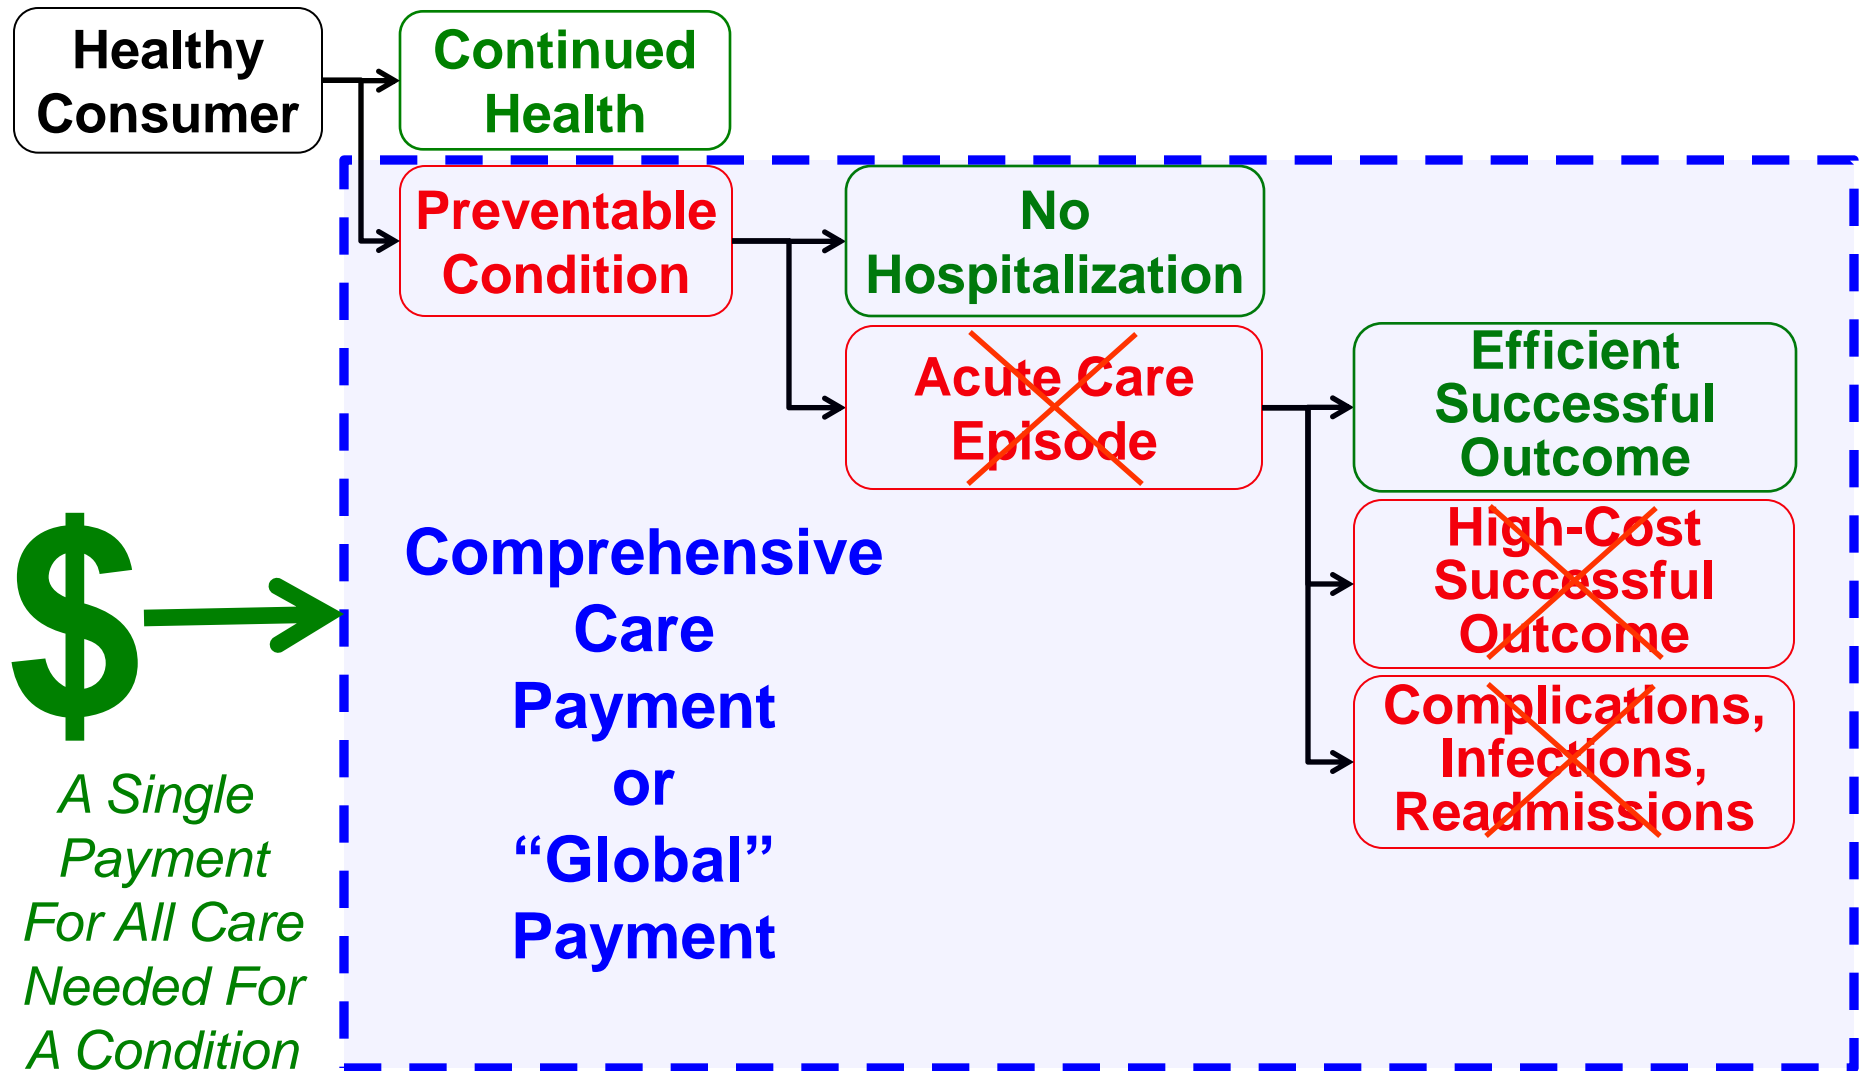 Healthy
Consumer
Continued
Health
Preventable
Condition
No
Hospitalization
Acute Care
Episode
Efficient
Successful
Outcome
High-Cost
Successful
Outcome
Complications,
Infections,
Readmissions
$
A Single
Payment
For All Care
Needed For
A Condition
Comprehensive
Care
Payment
or
“Global”
Payment